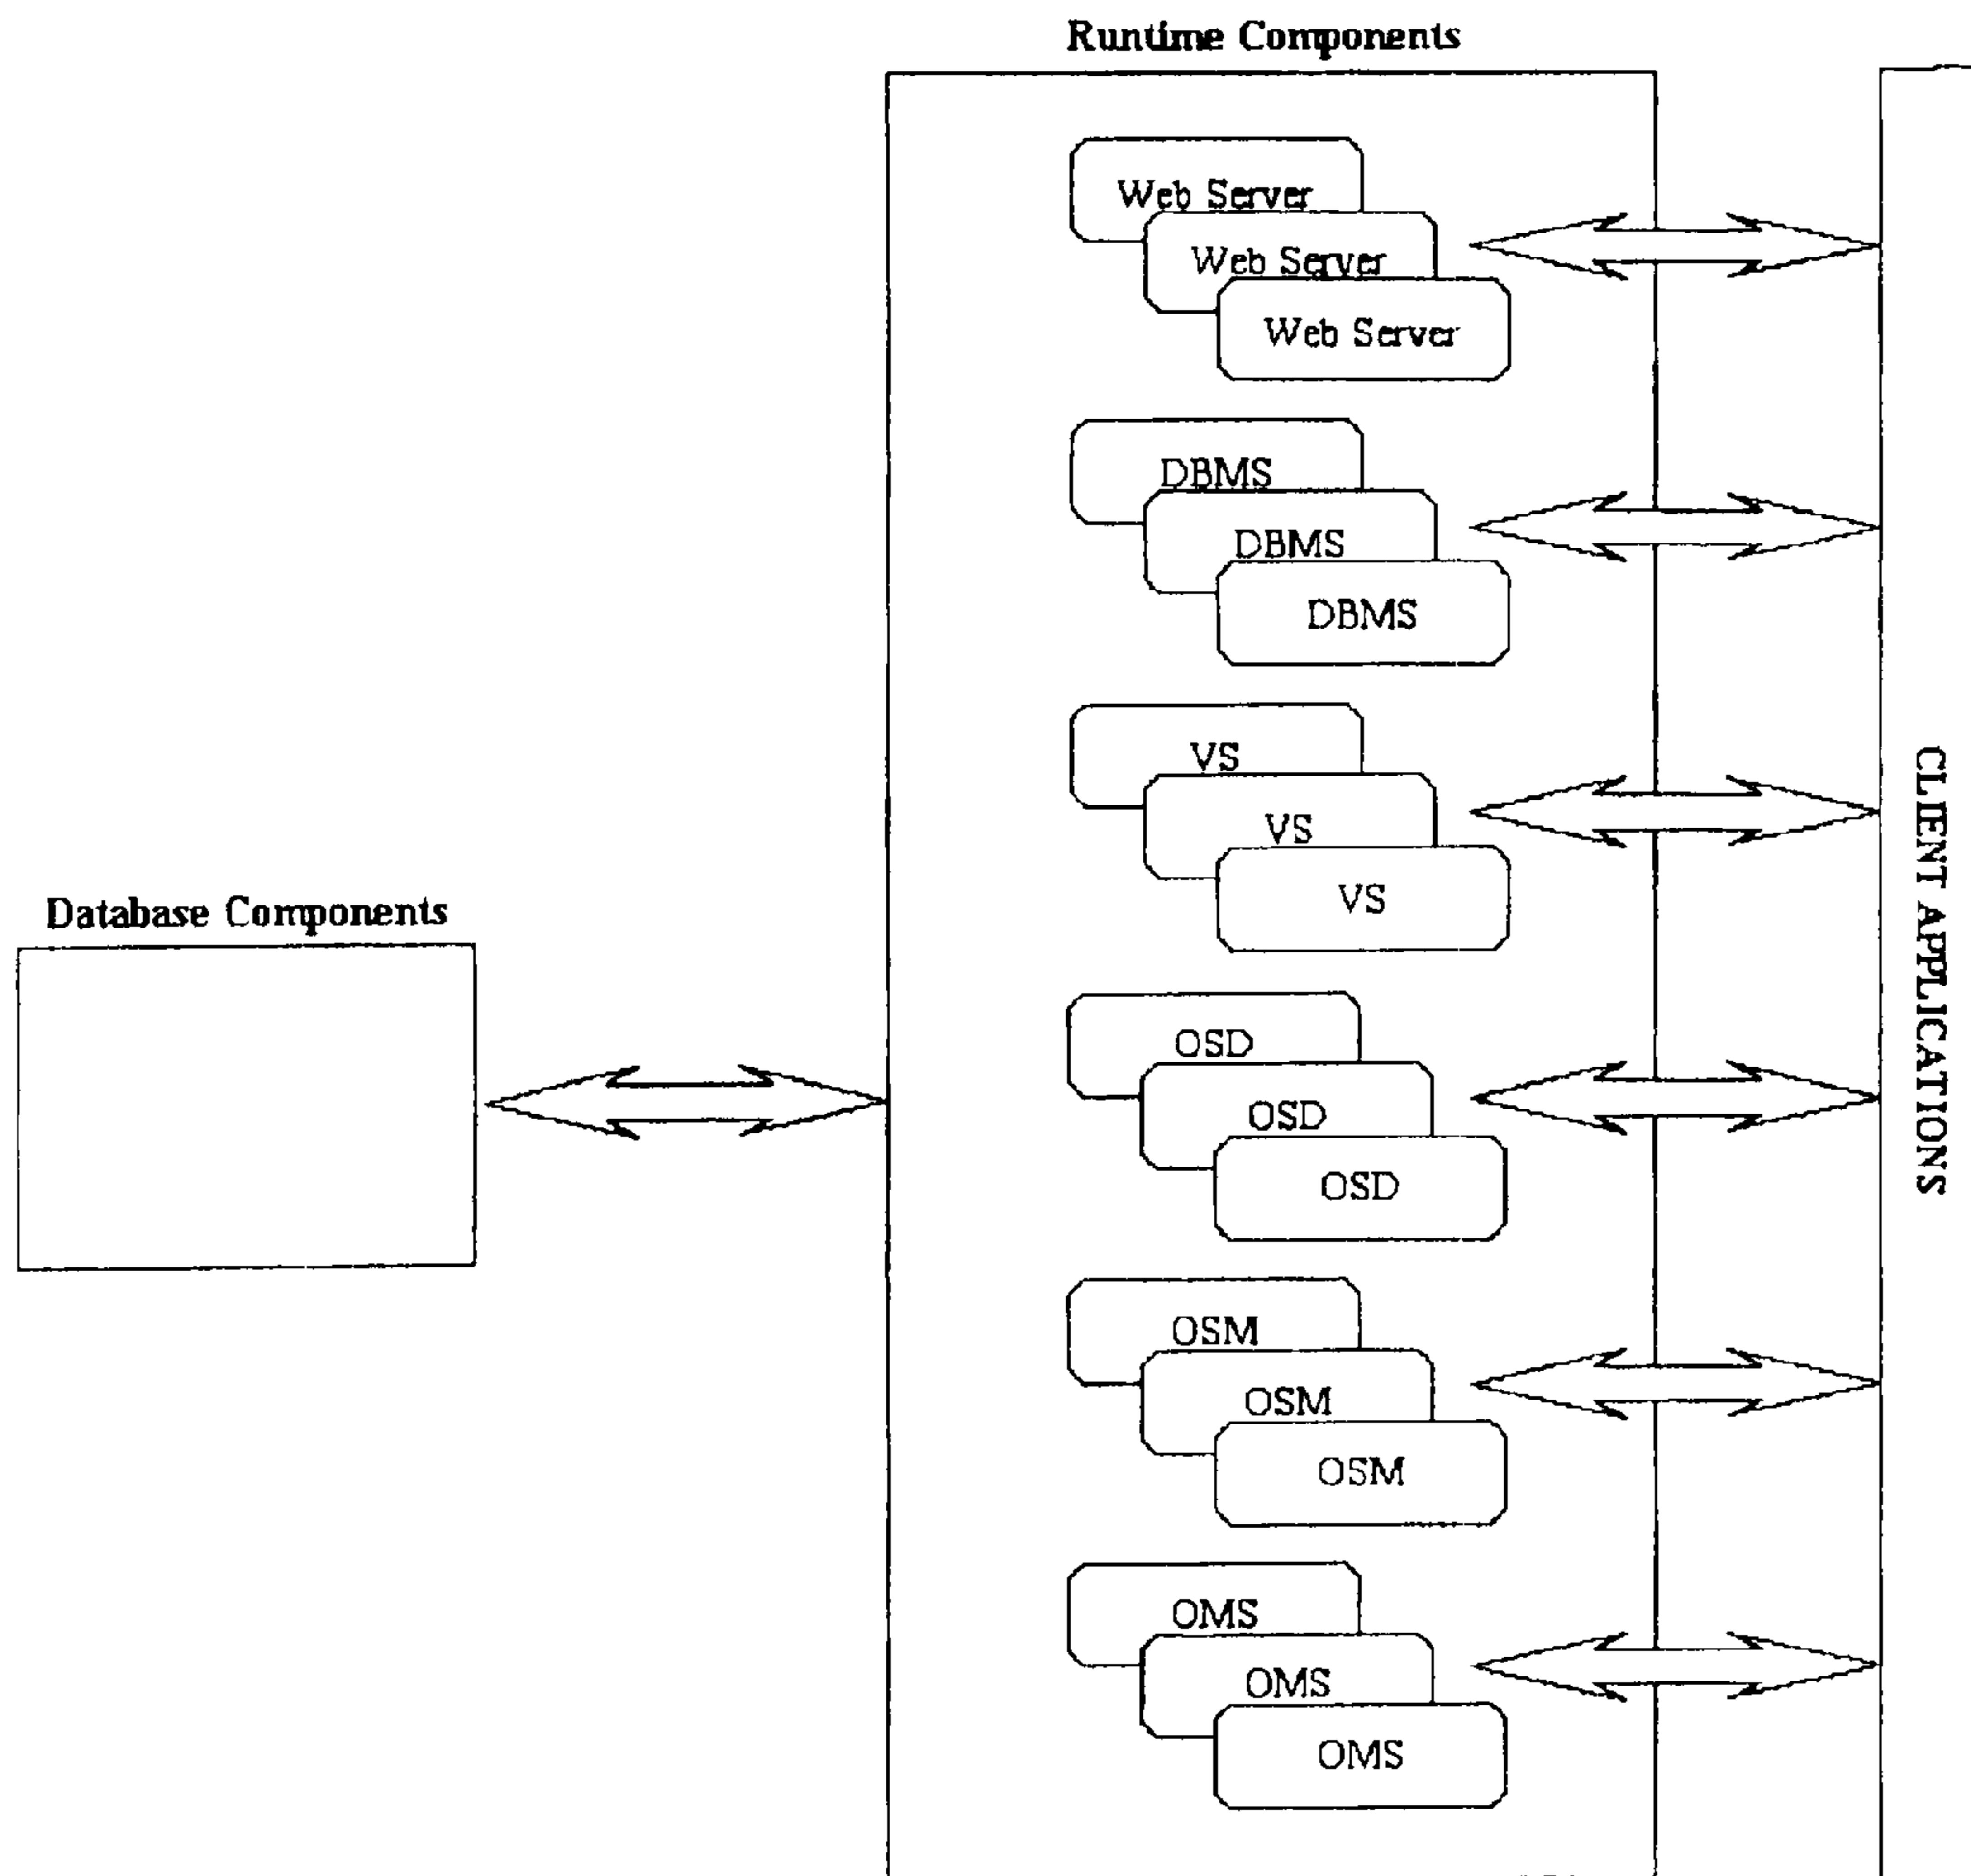 Runtime Components
Web Server
Web Server
Web Server
DBMS
DBMS
DBMS
VS
VS
VS
Database Components
OSD
OSD
OSD
OSM
OSM
OSM
OMS
OMS
OMS
CLIENT APPLICATIONS